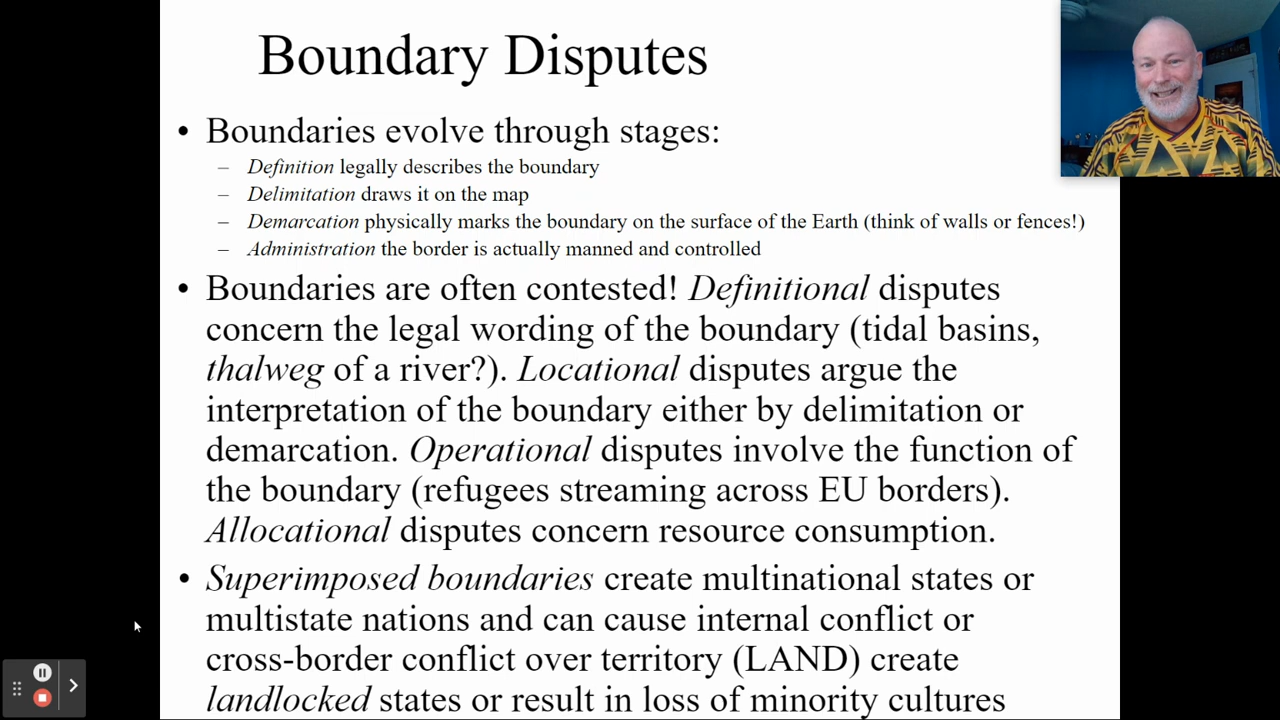 Boundary Disputes
• Boundaries evolve through stages:
– Definition legally describes the boundary
– Delimitation draws it on the map
– Demarcation physically marks the boundary on the surface of the Earth (think of walls or fences!)
– Administration the border is actually manned and controlled
• Boundaries are often contested! Definitional disputes
concern the legal wording of the boundary (tidal basins,
thalweg of a river?). Locational disputes argue the
interpretation of the boundary either by delimitation or
demarcation. Operational disputes involve the function of
the boundary (refugees streaming across EU borders).
Allocational disputes concern resource consumption.
• Superimposed boundaries create multinational states or
multistate nations and can cause internal conflict or
cross-border conflict over territory (LAND) create
landlocked states or result in loss of minority cultures